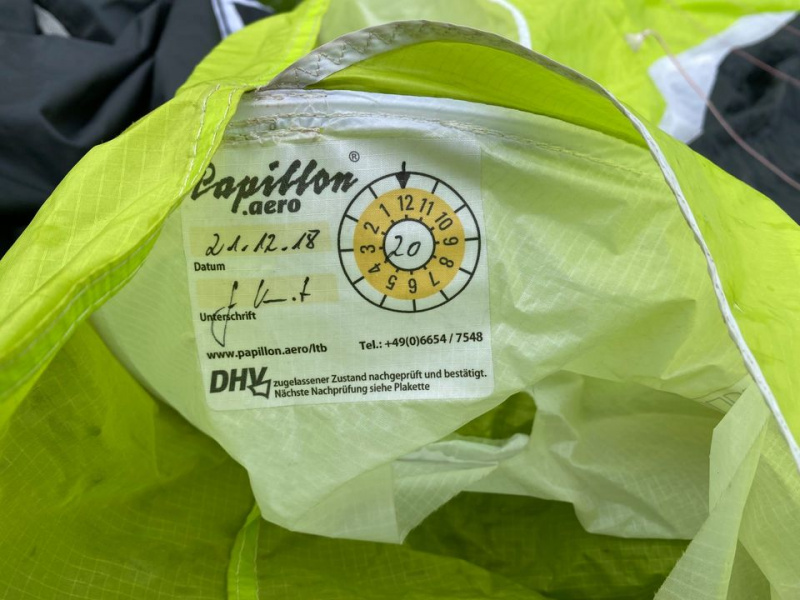 Papillon®
.aero
21.12.18
Datum
Unterschrift
1 12 11 10 9 8 7 6 5 4 3 2
20
www.papillon.aero/ltb
Tel.: +49(0)6654 / 7548
DHV zugelassener Zustand nachgeprüft und bestätigt.
Nächste Nachprüfung siehe Plakette